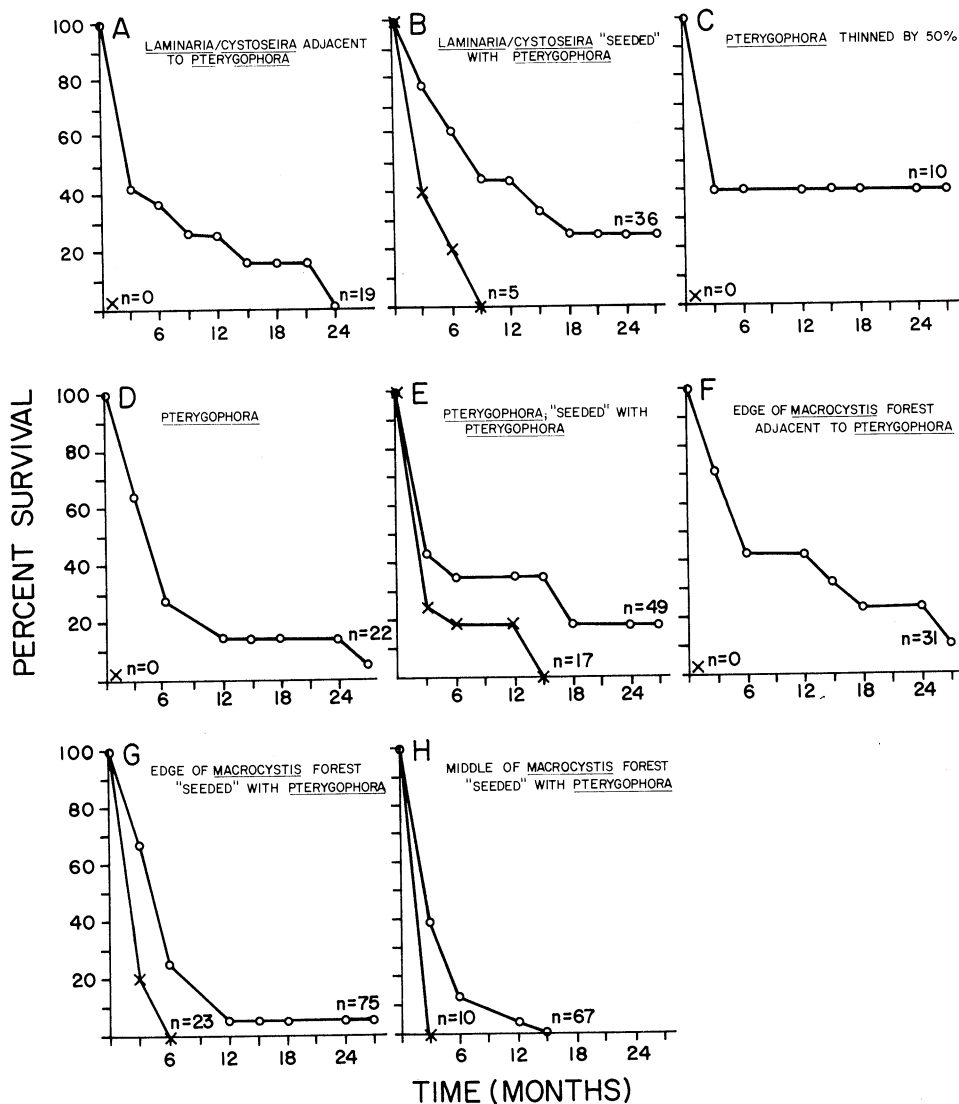 A
LAMINARIA/CYSTOSEIRA ADJACENT
TO PTERYGOPHORA
100
80
60
40
20
n=0
n=19
6 12 18 24
B
LAMINARIA/CYSTOSEIRA "SEEDED"
WITH PTERYGOPHORA
n=36
n=5
6 12 18 24
C
PTERYGOPHORA THINNED BY 50%
n=10
n=0
6 12 18 24
PERCENT SURVIVAL
D
PTERYGOPHORA
100
80
60
40
20
n=22
n=0
6 12 18 24
E
PTERYGOPHORA; "SEEDED" WITH
PTERYGOPHORA
n=49
n=17
6 12 18 24
F
EDGE OF MACROCYSTIS FOREST
ADJACENT TO PTERYGOPHORA
n=31
n=0
6 12 18 24
G
EDGE OF MACROCYSTIS FOREST
"SEEDED" WITH PTERYGOPHORA
100
80
60
40
20
n=75
n=23
6 12 18 24
H
MIDDLE OF MACROCYSTIS FOREST
"SEEDED" WITH PTERYGOPHORA
n=10
n=67
6 12 18 24
TIME (MONTHS)